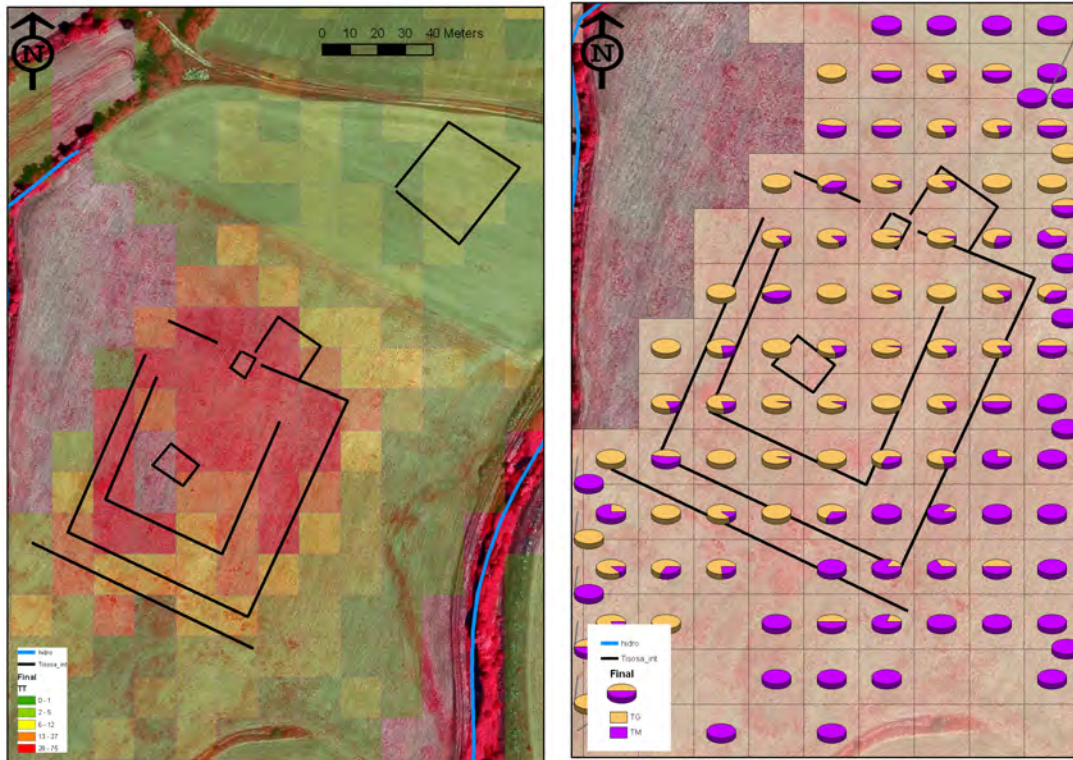 N
0 10 20 30 40 Meters
hidro
Tisosa_int
Final
TT
0 - 1
2 - 5
6 - 12
13 - 27
28 - 75
N
hidro
Tisosa_int
Final
TG
TM